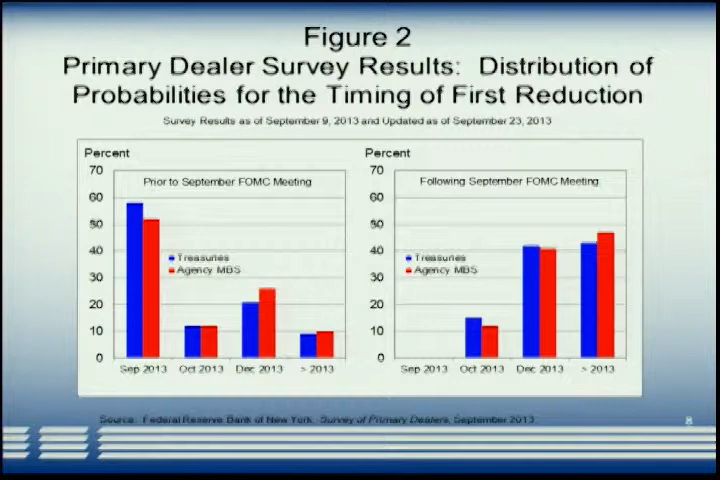 Figure 2
Primary Dealer Survey Results: Distribution of
Probabilities for the Timing of First Reduction
Survey Results as of September 9, 2013 and Updated as of September 23, 2013
Percent
70
60
50
40
30
20
10
0
Prior to September FOMC Meeting
Treasuries
Agency MBS
Sep 2013 Oct 2013 Dec 2013 > 2013
Percent
70
60
50
40
30
20
10
0
Following September FOMC Meeting
Treasuries
Agency MBS
Sep 2013 Oct 2013 Dec 2013 > 2013
Source: Federal Reserve Bank of New York, Survey of Primary Dealers, September 2013.
8